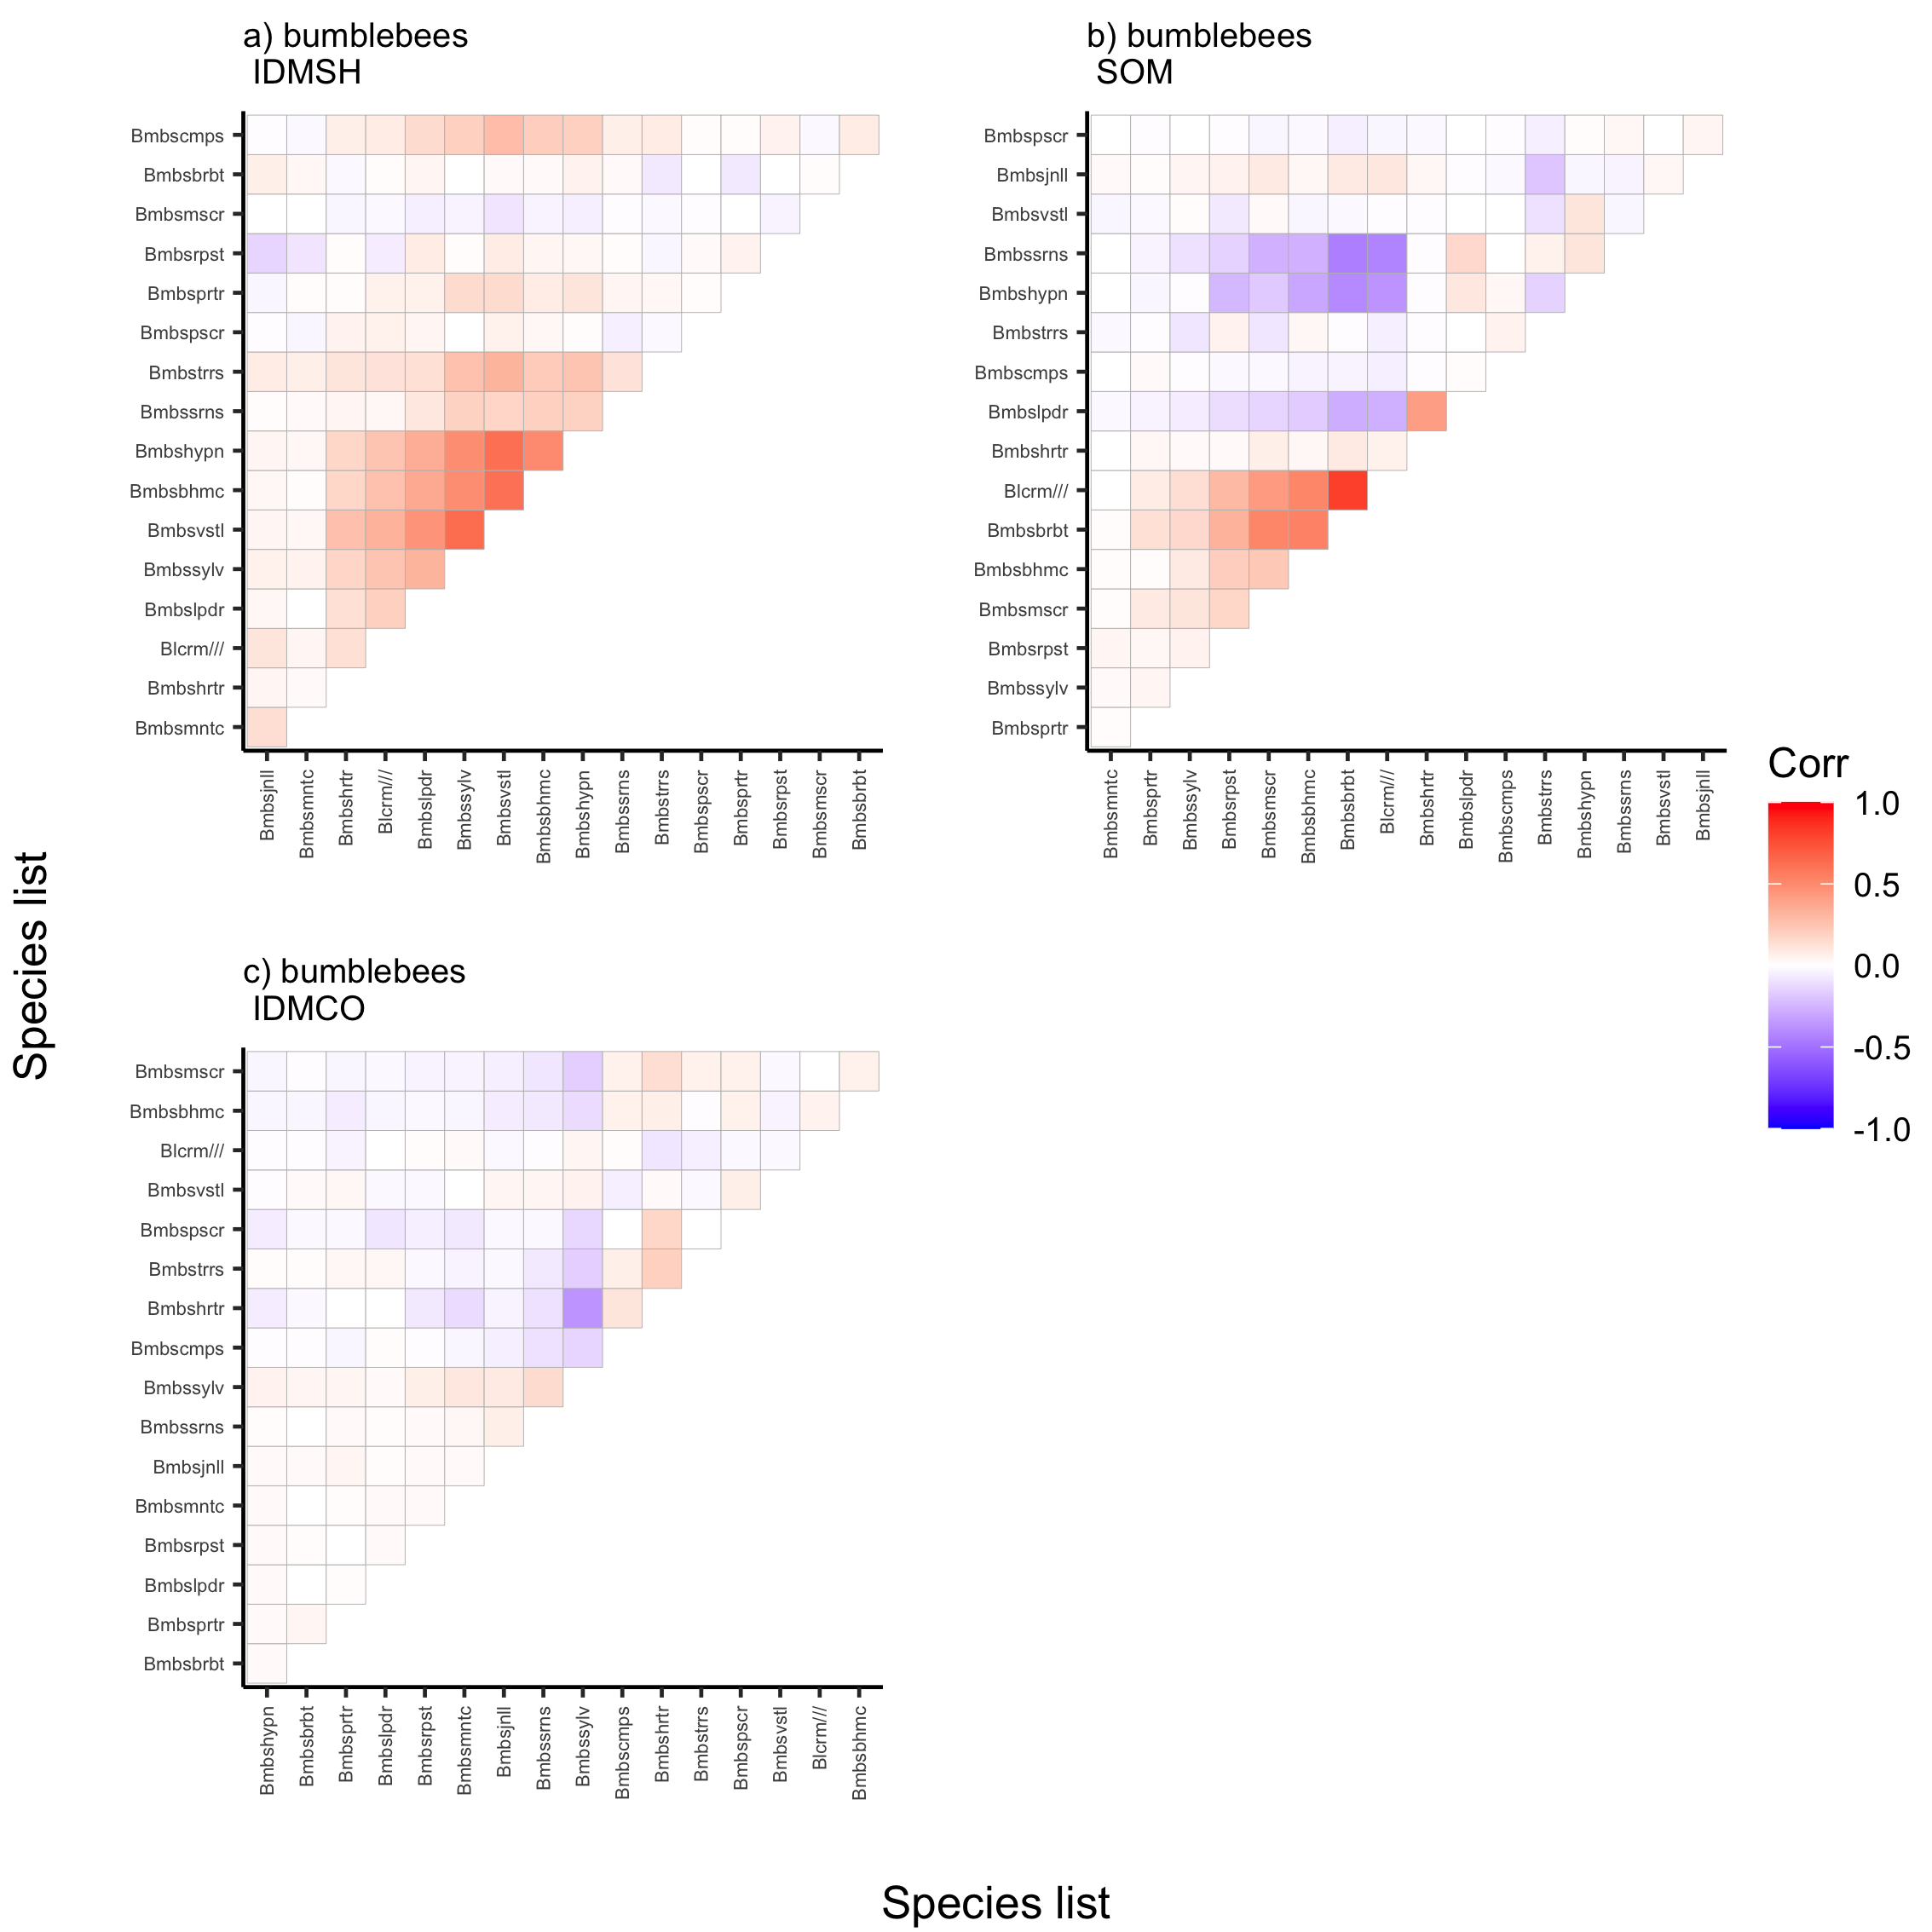 a) bumblebees
IDMSH
Bmbscmps
Bmbsbrbt
Bmbsmscr
Bmbsrpst
Bmbsprtr
Bmbspscr
Bmbstrrs
Bmbssrns
Bmbshypn
Bmbsbhmc
Bmbsvstl
Bmbssylv
Bmbslpdr
Blcrm///
Bmbshrtr
Bmbsmntc
Bmbsjnll
Bmbsmntc
Bmbshrtr
Blcrm///
Bmbslpdr
Bmbssylv
Bmbsvstl
Bmbsbhmc
Bmbshypn
Bmbssrns
Bmbstrrs
Bmbspscr
Bmbsprtr
Bmbsrpst
Bmbsmscr
Bmbsbrbt
b) bumblebees
SOM
Bmbspscr
Bmbsjnll
Bmbsvstl
Bmbssrns
Bmbshypn
Bmbstrrs
Bmbscmps
Bmbslpdr
Bmbshrtr
Blcrm///
Bmbsbrbt
Bmbsbhmc
Bmbsmscr
Bmbsrpst
Bmbssylv
Bmbsprtr
Bmbsmntc
Bmbsprtr
Bmbssylv
Bmbsrpst
Bmbsmscr
Bmbsbhmc
Bmbsbrbt
Blcrm///
Bmbshrtr
Bmbslpdr
Bmbscmps
Bmbstrrs
Bmbshypn
Bmbssrns
Bmbsvstl
Bmbsjnll
c) bumblebees
IDMCO
Bmbsmscr
Bmbsbhmc
Blcrm///
Bmbsvstl
Bmbspscr
Bmbstrrs
Bmbshrtr
Bmbscmps
Bmbssylv
Bmbssrns
Bmbsjnll
Bmbsmntc
Bmbsrpst
Bmbslpdr
Bmbsprtr
Bmbsbrbt
Bmbshypn
Bmbsbrbt
Bmbsprtr
Bmbslpdr
Bmbsrpst
Bmbsmntc
Bmbsjnll
Bmbssrns
Bmbssylv
Bmbscmps
Bmbshrtr
Bmbstrrs
Bmbspscr
Bmbsvstl
Blcrm///
Bmbsbhmc
Corr
1.0
0.5
0.0
-0.5
-1.0
Species list
Species list